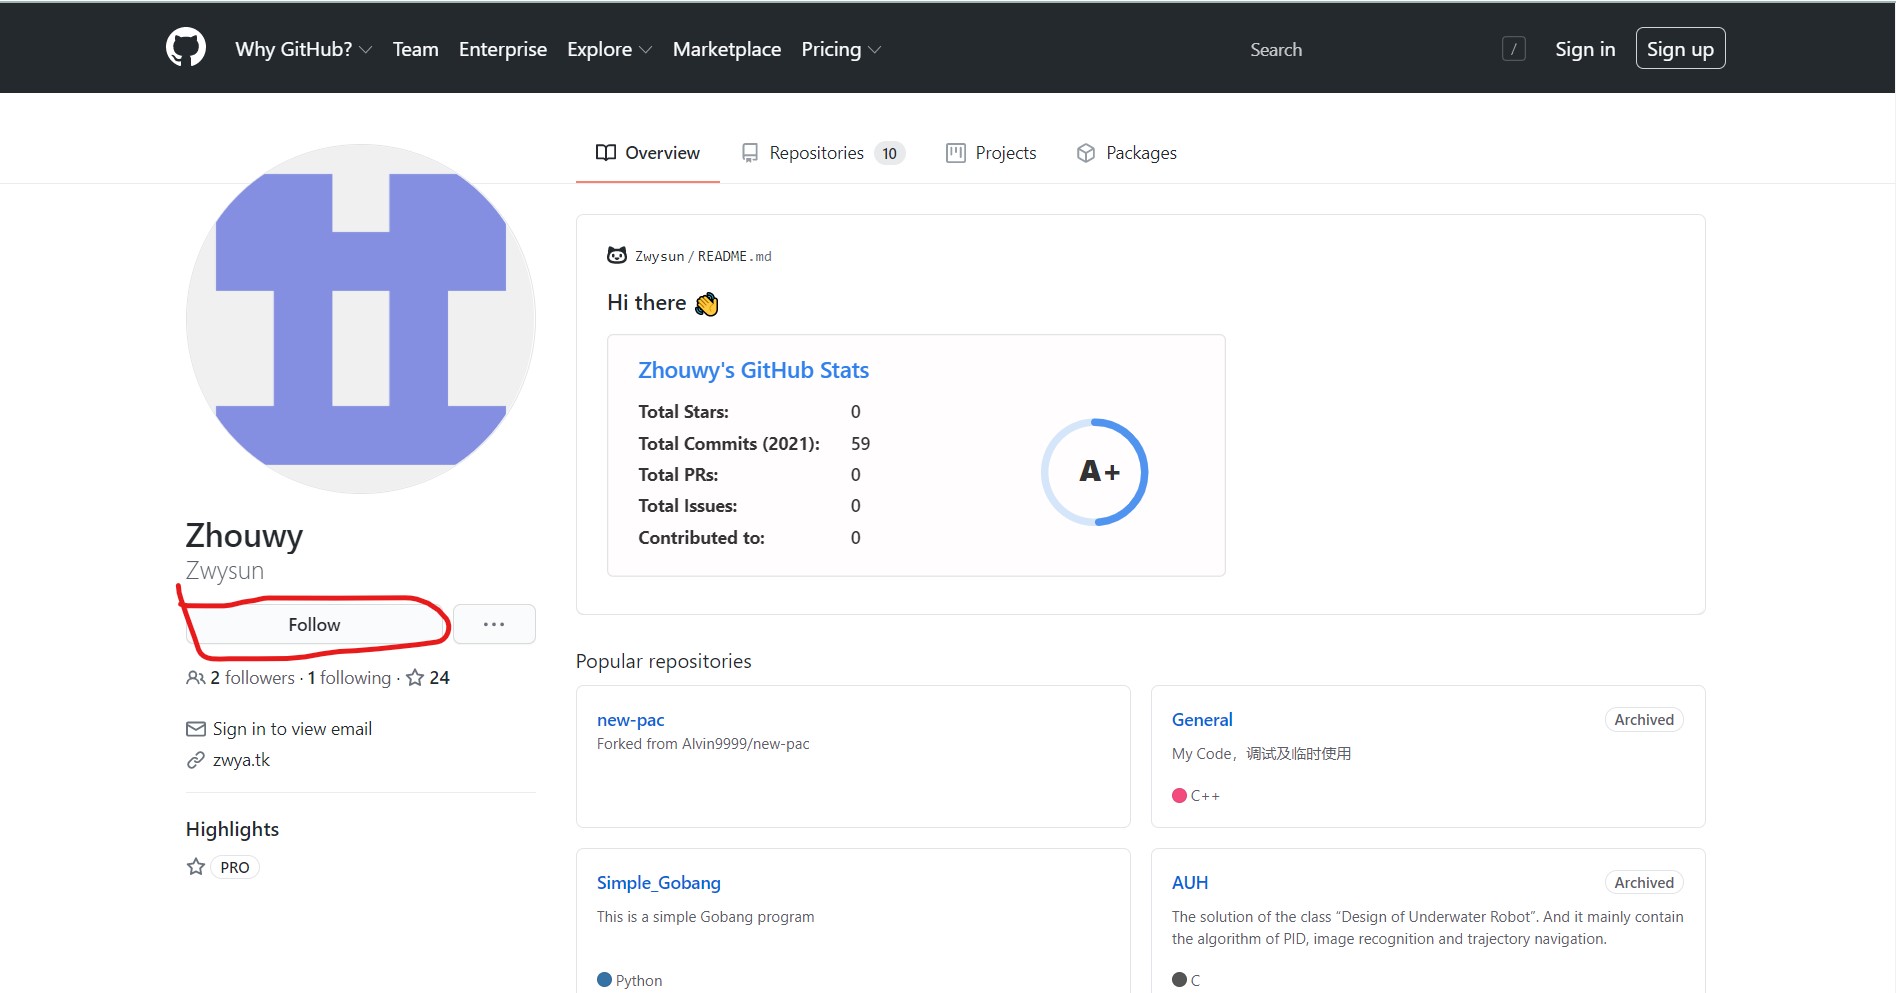 Why GitHub? Team Enterprise Explore Marketplace Pricing Search / Sign in Sign up
Overview Repositories 10 Projects Packages
Zwysun/README.md
Hi there 👋
Zhouwy's GitHub Stats
Total Stars: 0
Total Commits (2021): 59
Total PRs: 0
Total Issues: 0
Contributed to: 0
A+
Zhouwy
Zwysun
Follow ...
2 followers · 1 following · 24
Sign in to view email
zwya.tk
Highlights
PRO
Popular repositories
new-pac
Forked from Alvin9999/new-pac
General Archived
My Code，调试及临时使用
C++
Simple_Gobang
This is a simple Gobang program
Python
AUH Archived
The solution of the class “Design of Underwater Robot”. And it mainly contain
the algorithm of PID, image recognition and trajectory navigation.
C